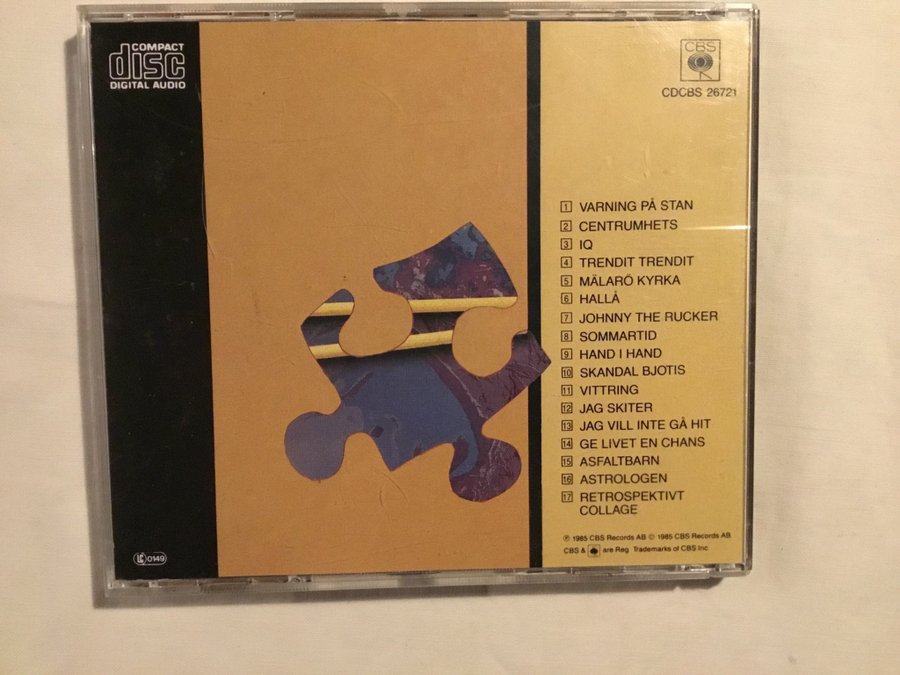 COMPACT
disc
DIGITAL AUDIO
CBS
CDCBS 26721
1 VARNING PÅ STAN
2 CENTRUMHETS
3 IQ
4 TRENDIT TRENDIT
5 MÄLARÖ KYRKA
6 HALLÅ
7 JOHNNY THE RUCKER
8 SOMMARTID
9 HAND I HAND
10 SKANDAL BJOTIS
11 VITTRING
12 JAG SKITER
13 JAG VILL INTE GÅ HIT
14 GE LIVET EN CHANS
15 ASFALTBARN
16 ASTROLOGEN
17 RETROSPEKTIVT
COLLAGE
℗ 1985 CBS Records AB © 1985 CBS Records AB
CBS & are Reg Trademarks of CBS Inc
LC 0149